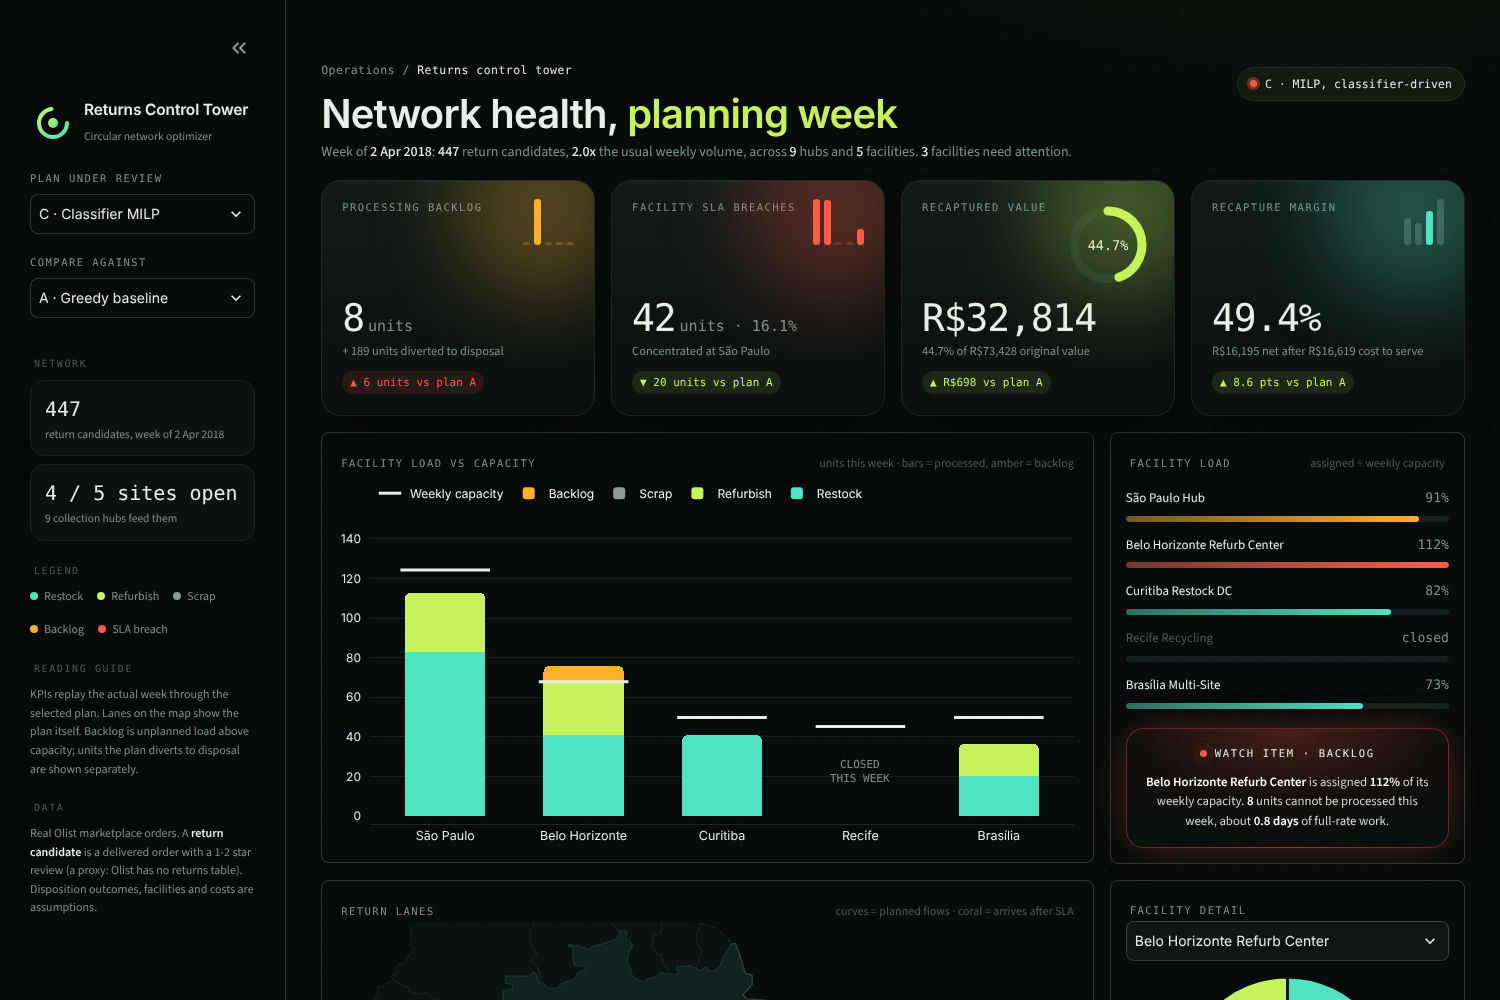 Returns Control Tower
Circular network optimizer
PLAN UNDER REVIEW
C · Classifier MILP
COMPARE AGAINST
A · Greedy baseline
NETWORK
447
return candidates, week of 2 Apr 2018
4 / 5 sites open
9 collection hubs feed them
LEGEND
Restock
Refurbish
Scrap
Backlog
SLA breach
READING GUIDE
KPIs replay the actual week through the
selected plan. Lanes on the map show the
plan itself. Backlog is unplanned load above
capacity; units the plan diverts to disposal
are shown separately.
DATA
Real Olist marketplace orders. A return
candidate is a delivered order with a 1-2 star
review (a proxy: Olist has no returns table).
Disposition outcomes, facilities and costs are
assumptions.
Operations / Returns control tower
C · MILP, classifier-driven
Network health, planning week
Week of 2 Apr 2018: 447 return candidates, 2.0x the usual weekly volume, across 9 hubs and 5 facilities. 3 facilities need attention.
PROCESSING BACKLOG
8 units
+ 189 units diverted to disposal
▲ 6 units vs plan A
FACILITY SLA BREACHES
42 units · 16.1%
Concentrated at São Paulo
▼ 20 units vs plan A
RECAPTURED VALUE
44.7%
R$32,814
44.7% of R$73,428 original value
▲ R$698 vs plan A
RECAPTURE MARGIN
49.4%
R$16,195 net after R$16,619 cost to serve
▲ 8.6 pts vs plan A
FACILITY LOAD VS CAPACITY
units this week · bars = processed, amber = backlog
Weekly capacity
Backlog
Scrap
Refurbish
Restock
140
120
100
80
60
40
20
0
CLOSED
THIS WEEK
São Paulo
Belo Horizonte
Curitiba
Recife
Brasília
FACILITY LOAD
assigned ÷ weekly capacity
São Paulo Hub 91%
Belo Horizonte Refurb Center 112%
Curitiba Restock DC 82%
Recife Recycling closed
Brasília Multi-Site 73%
WATCH ITEM · BACKLOG
Belo Horizonte Refurb Center is assigned 112% of its
weekly capacity. 8 units cannot be processed this
week, about 0.8 days of full-rate work.
RETURN LANES
curves = planned flows · coral = arrives after SLA
FACILITY DETAIL
Belo Horizonte Refurb Center